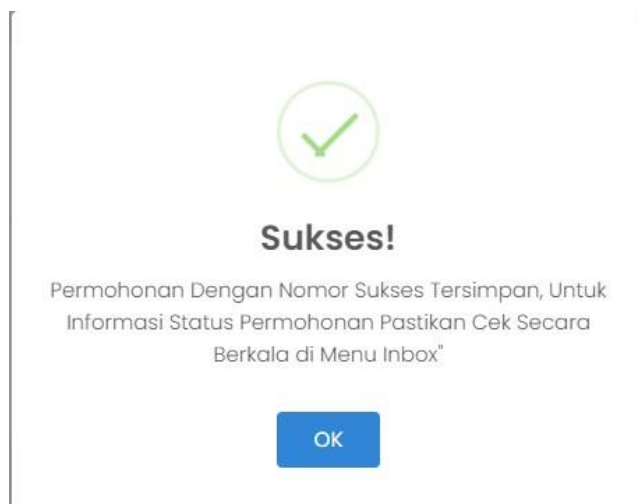 Sukses!
Permohonan Dengan Nomor Sukses Tersimpan, Untuk
Informasi Status Permohonan Pastikan Cek Secara
Berkala di Menu Inbox"
OK